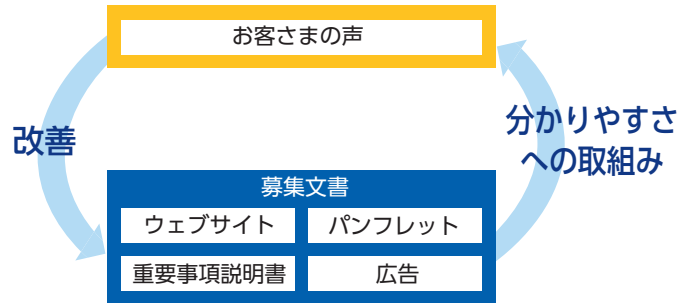 お客さまの声
改善
分かりやすさ
への取組み
募集文書
ウェブサイト
パンフレット
重要事項説明書
広告